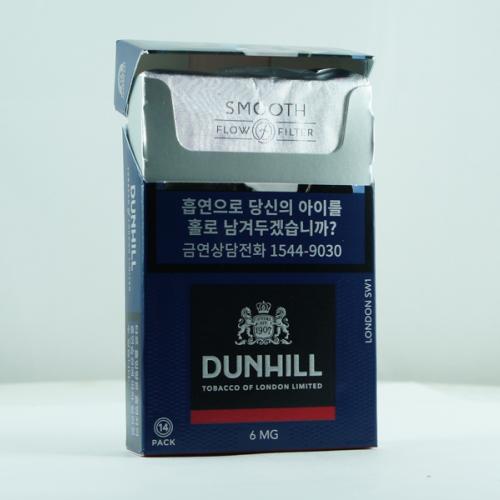 SMOOTH
FLOW FILTER
흡연으로 당신의 아이를
홀로 남겨두겠습니까?
금연상담전화 1544-9030
LONDON SW1
1907
DUNHILL
TOBACCO OF LONDON LIMITED
14
PACK
6 MG
DUNHILL